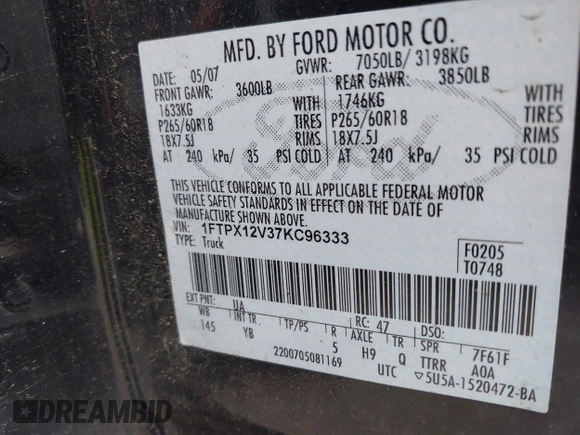 MFD. BY FORD MOTOR CO.
DATE: 05/07 GVWR: 7050LB/ 3198KG
FRONT GAWR: 3600LB REAR GAWR: 3850LB
1633KG 1746KG
P265/60R18 TIRES P265/60R18 TIRES
18X7.5J RIMS 18X7.5J RIMS
AT 240 kPa/ 35 PSI COLD AT 240 kPa/ 35 PSI COLD
THIS VEHICLE CONFORMS TO ALL APPLICABLE FEDERAL MOTOR
VEHICLE SAFETY STANDARDS IN EFFECT ON THE DATE OF
MANUFACTURE SHOWN ABOVE.
VIN: 1FTPX12V37KC96333
TYPE: Truck
F0205
T0748
EXT PNT: UA RC: 47 DSO:
WB INT TR TP/PS R AXLE TR SPR 7F61F
145 YB 5 H9 Q TTRR AOA
2200705081169 UTC ▽5U5A-1520472-BA
Ford
DREAMBID